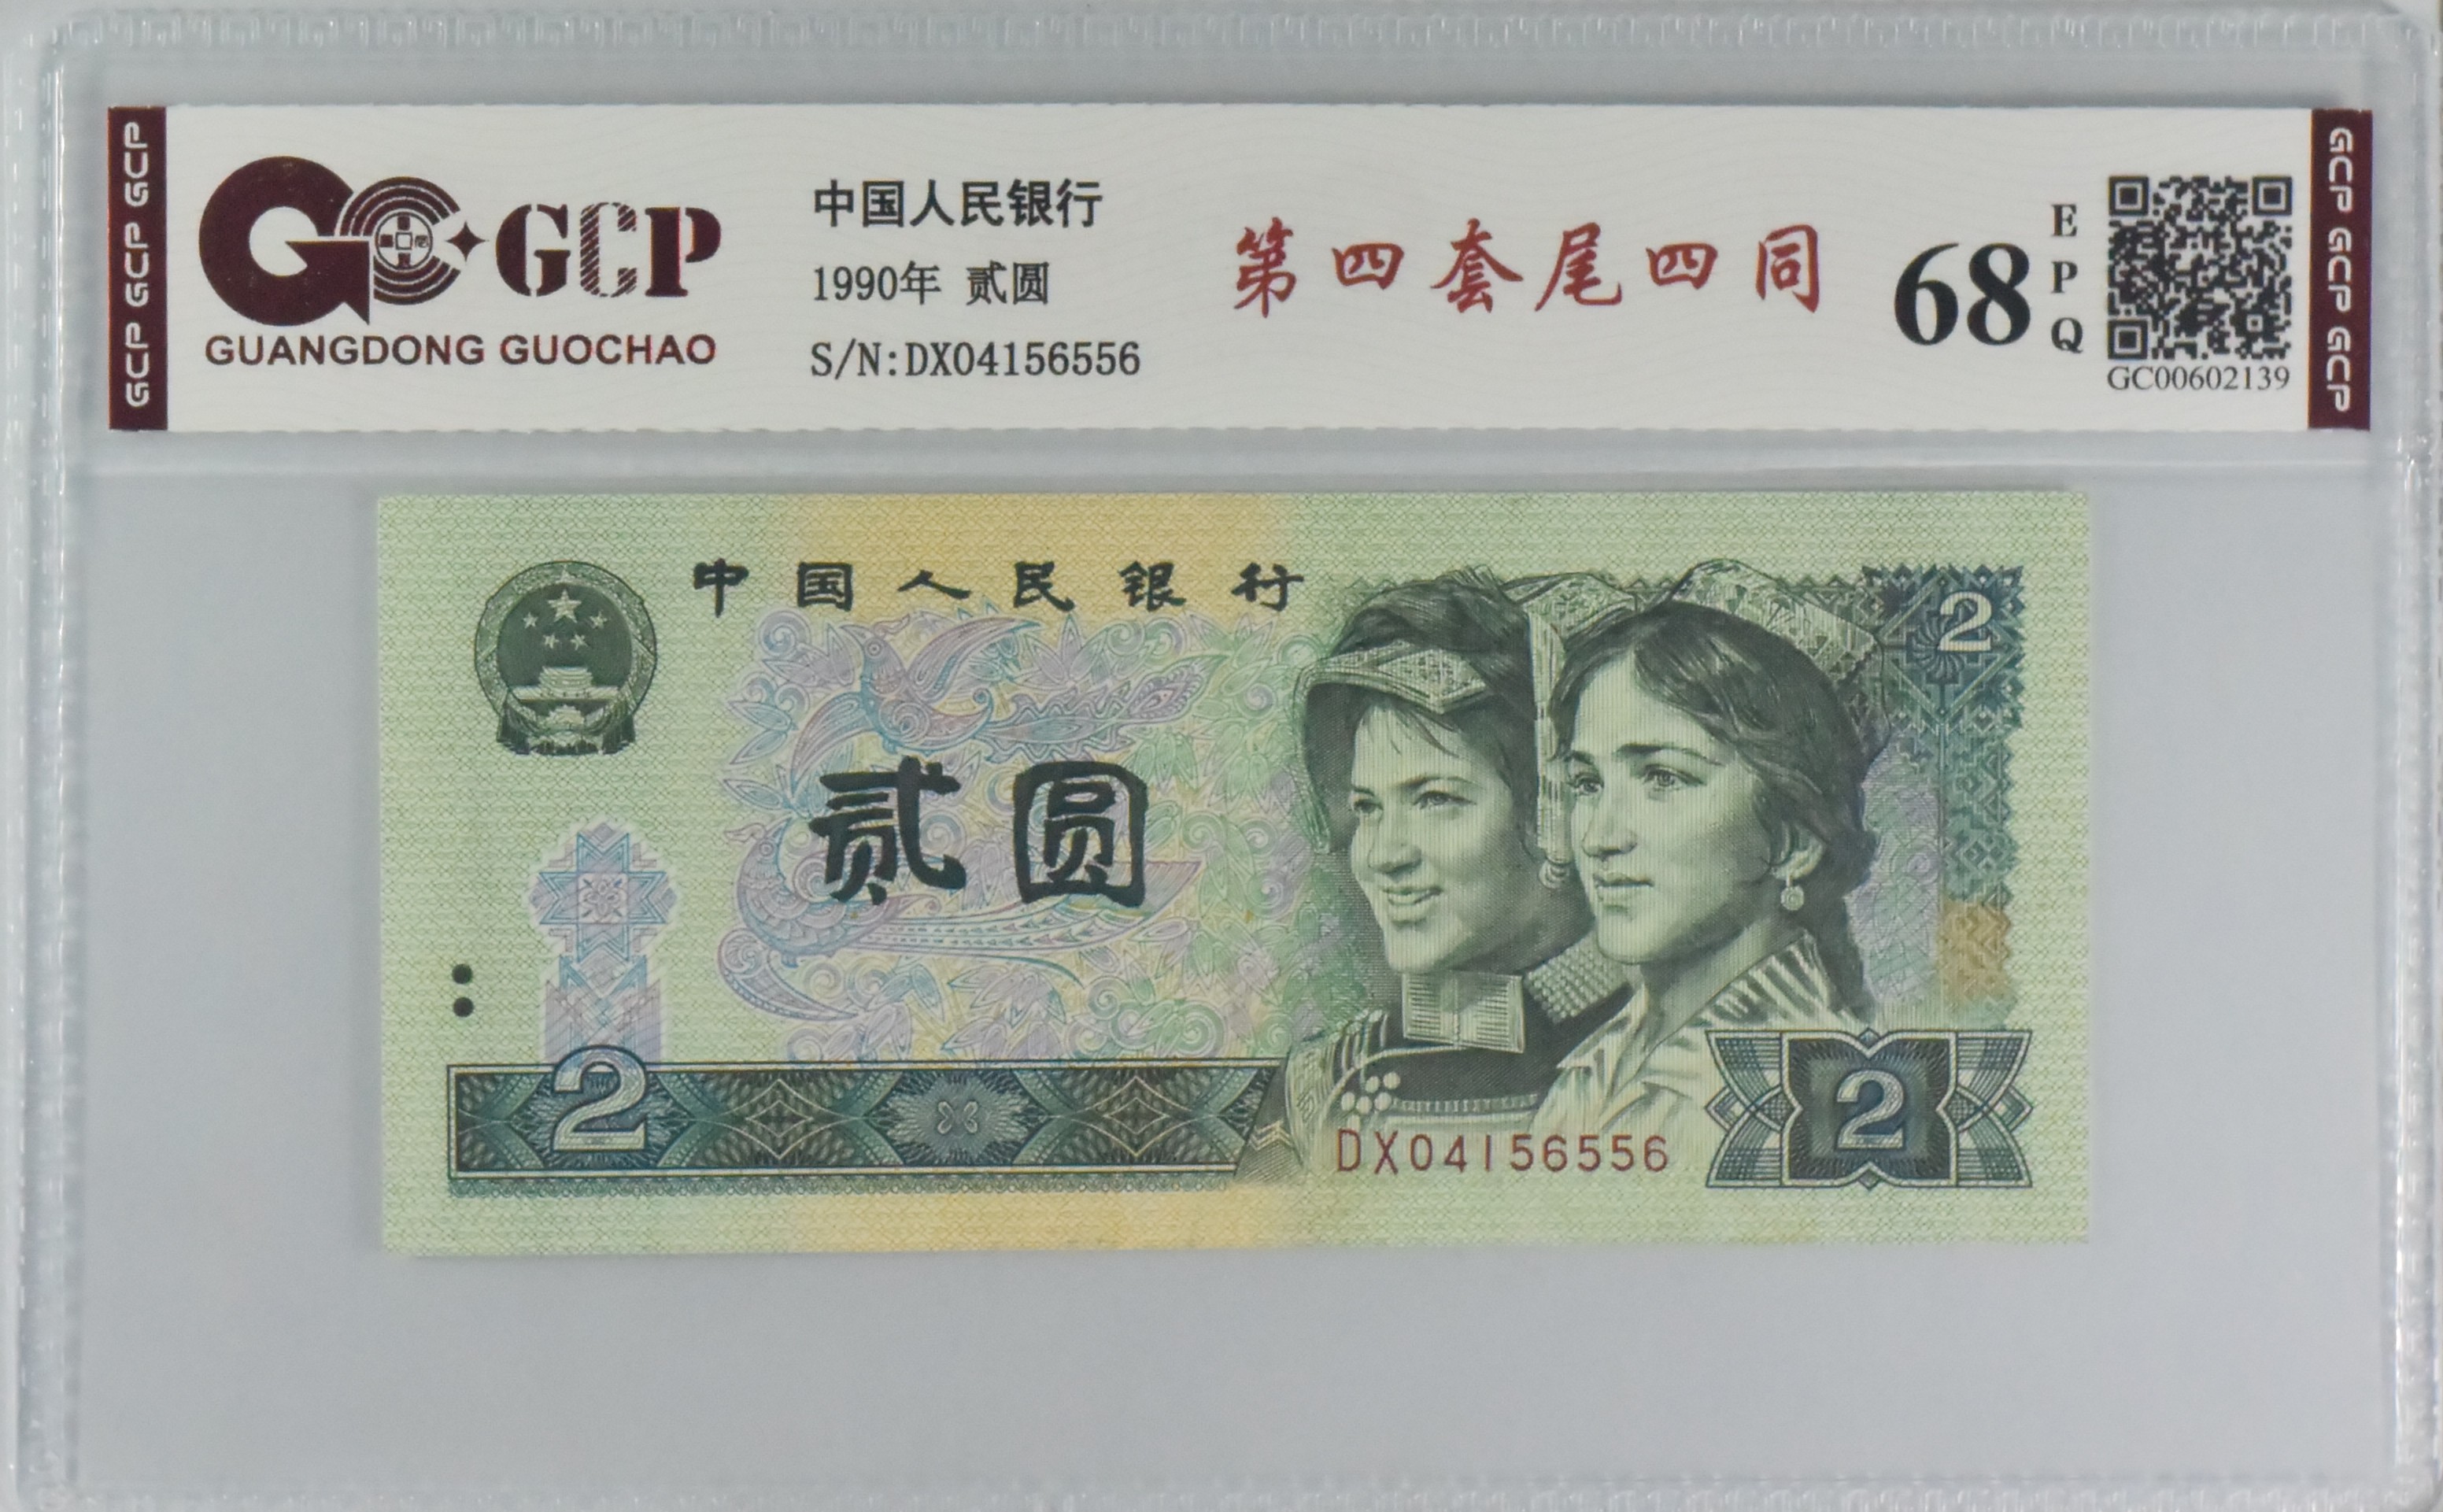 GCP GCP GCP
GCP
GUANGDONG GUOCHAO
中国人民银行
1990年 贰圆
S/N:DX04156556
第四套尾四同
68
E
P
Q
GC00602139
GCP GCP GCP
中国人民银行
2
贰圆
2
DX04156556
2